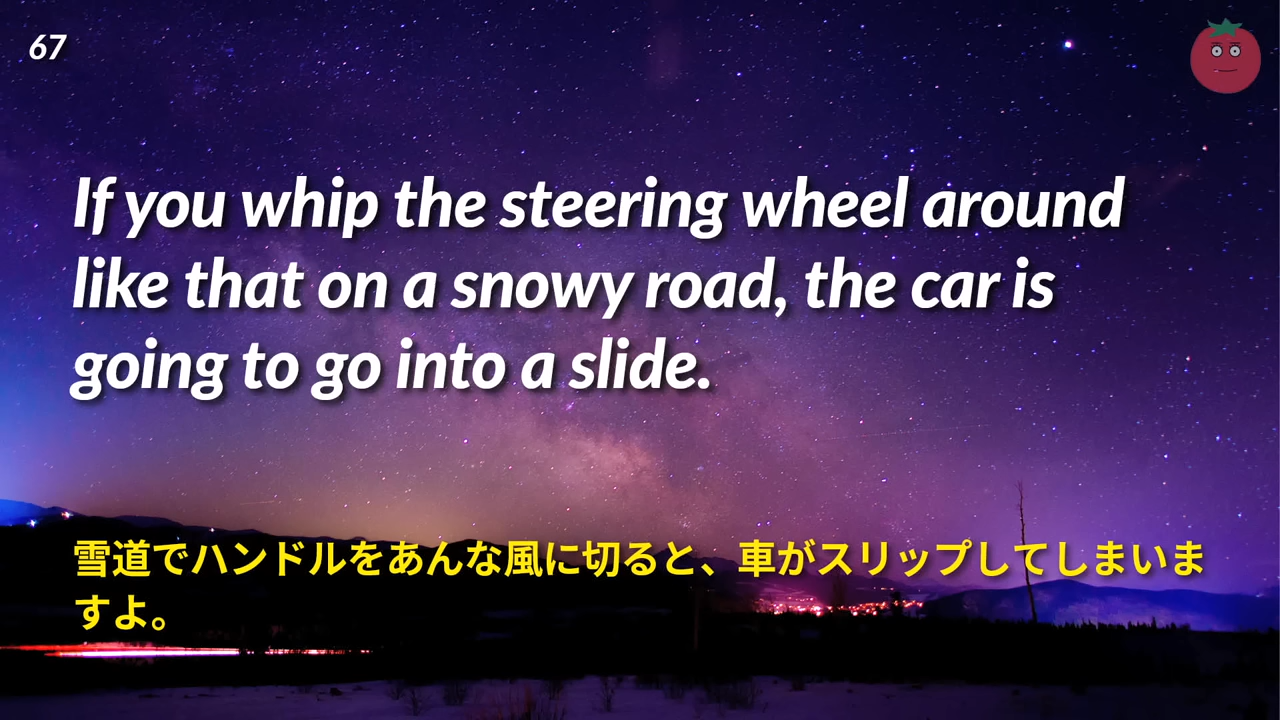 67
If you whip the steering wheel around
like that on a snowy road, the car is
going to go into a slide.
雪道でハンドルをあんな風に切ると、車がスリップしてしまいま
すよ。